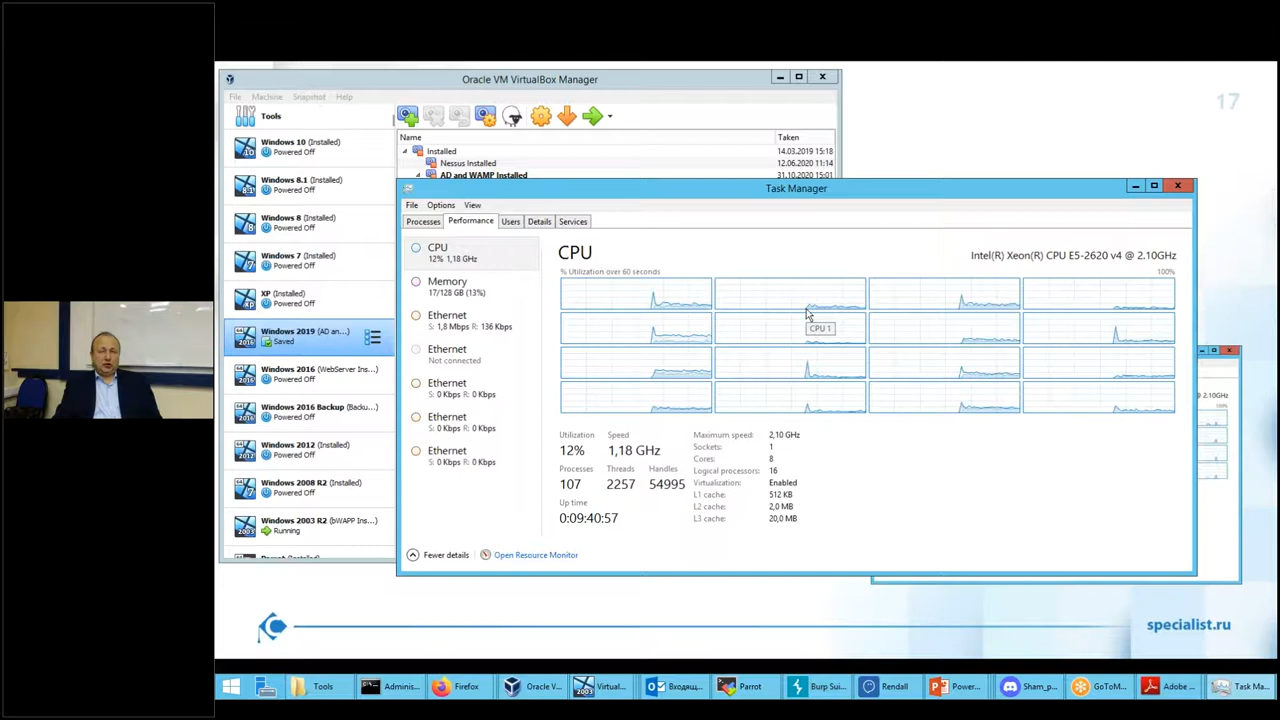 17
Oracle VM VirtualBox Manager
File Machine Snapshot Help
Tools
Windows 10 (Installed)
Powered Off
Windows 8.1 (Installed)
Powered Off
Windows 8 (Installed)
Powered Off
Windows 7 (Installed)
Powered Off
XP (Installed)
Powered Off
Windows 2019 (AD an...
Saved
Windows 2016 (WebServer Ins...
Powered Off
Windows 2016 Backup (Backu...
Powered Off
Windows 2012 (Installed)
Powered Off
Windows 2008 R2 (Installed)
Powered Off
Windows 2003 R2 (bWAPP Ins...
Running
Name Taken
Installed 14.03.2019 15:18
Nessus Installed 12.06.2020 11:14
AD and WAMP Installed 31.10.2020 15:01
Task Manager
File Options View
Processes Performance Users Details Services
CPU
12% 1,18 GHz
Memory
17/128 GB (13%)
Ethernet
S: 1,8 Mbps R: 136 Kbps
Ethernet
Not connected
Ethernet
S: 0 Kbps R: 0 Kbps
Ethernet
S: 0 Kbps R: 0 Kbps
Ethernet
S: 0 Kbps R: 0 Kbps
CPU Intel(R) Xeon(R) CPU E5-2620 v4 @ 2.10GHz
% Utilization over 60 seconds 100%
CPU 1
Utilization Speed
12% 1,18 GHz
Processes Threads Handles
107 2257 54995
Up time
0:09:40:57
Maximum speed: 2,10 GHz
Sockets: 1
Cores: 8
Logical processors: 16
Virtualization: Enabled
L1 cache: 512 KB
L2 cache: 2,0 MB
L3 cache: 20,0 MB
Fewer details Open Resource Monitor
@ 2.10GHz
100%
specialist.ru
Tools Adminis... Firefox Oracle V... Virtual... Входящ... Parrot Burp Sui... Rendall Power... Sham_p... GoToM... Adobe ... Task Ma...